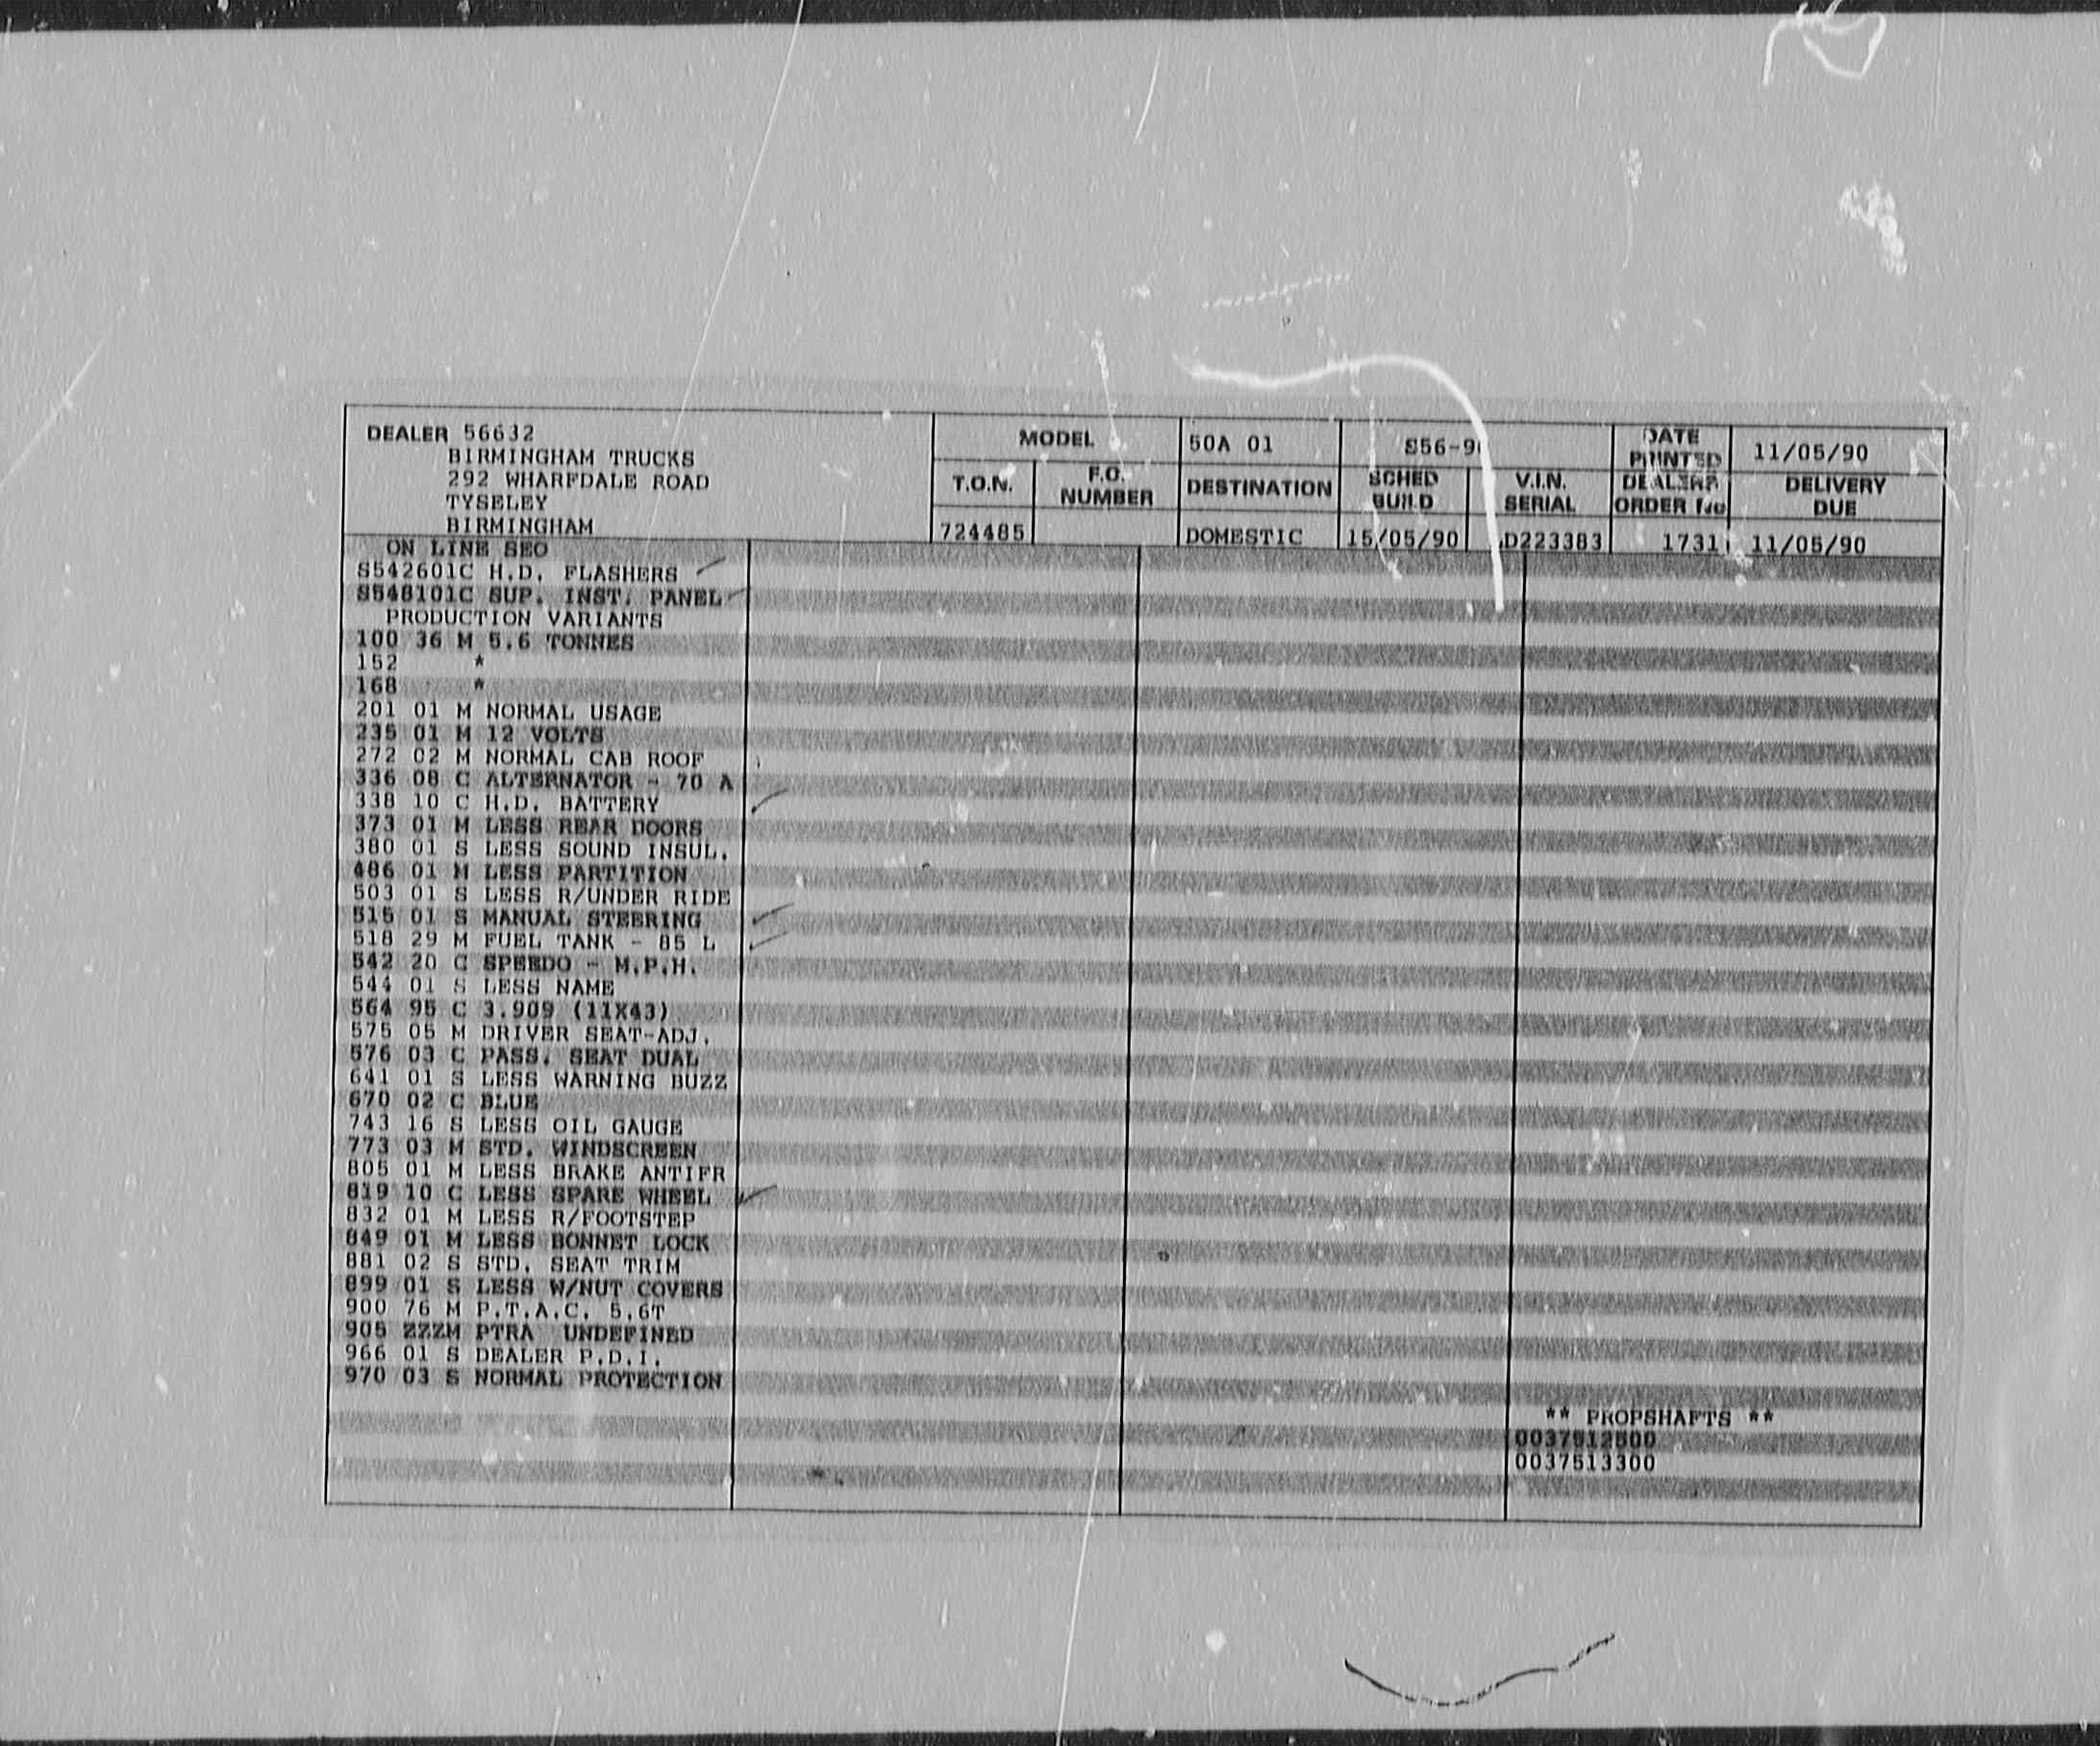 DEALER 56632
BIRMINGHAM TRUCKS
292 WHARFDALE ROAD
TYSELEY
BIRMINGHAM
MODEL 50A 01 S56-9
DATE PRINTED 11/05/90
T.O.N. F.O. NUMBER DESTINATION SCHED BUILD V.I.N. SERIAL DEALERS ORDER No DELIVERY DUE
724485 DOMESTIC 15/05/90 D223383 1731 11/05/90
ON LINE SEO
S542601C H.D. FLASHERS
S548101C SUP. INST. PANEL
PRODUCTION VARIANTS
100 36 M 5.6 TONNES
152 *
168 *
201 01 M NORMAL USAGE
235 01 M 12 VOLTS
272 02 M NORMAL CAB ROOF
336 08 C ALTERNATOR - 70 A
338 10 C H.D. BATTERY
373 01 M LESS REAR DOORS
380 01 S LESS SOUND INSUL.
486 01 M LESS PARTITION
503 01 S LESS R/UNDER RIDE
515 01 S MANUAL STEERING
518 29 M FUEL TANK - 85 L
542 20 C SPEEDO - M.P.H.
544 01 S LESS NAME
564 95 C 3.909 (11X43)
575 05 M DRIVER SEAT-ADJ.
576 03 C PASS. SEAT DUAL
641 01 S LESS WARNING BUZZ
670 02 C BLUE
743 16 S LESS OIL GAUGE
773 03 M STD. WINDSCREEN
805 01 M LESS BRAKE ANTIFR
819 10 C LESS SPARE WHEEL
832 01 M LESS R/FOOTSTEP
849 01 M LESS BONNET LOCK
881 02 S STD. SEAT TRIM
899 01 S LESS W/NUT COVERS
900 76 M P.T.A.C. 5.6T
905 ZZZM PTRA UNDEFINED
966 01 S DEALER P.D.I.
970 03 S NORMAL PROTECTION
** PROPSHAFTS **
0037512500
0037513300